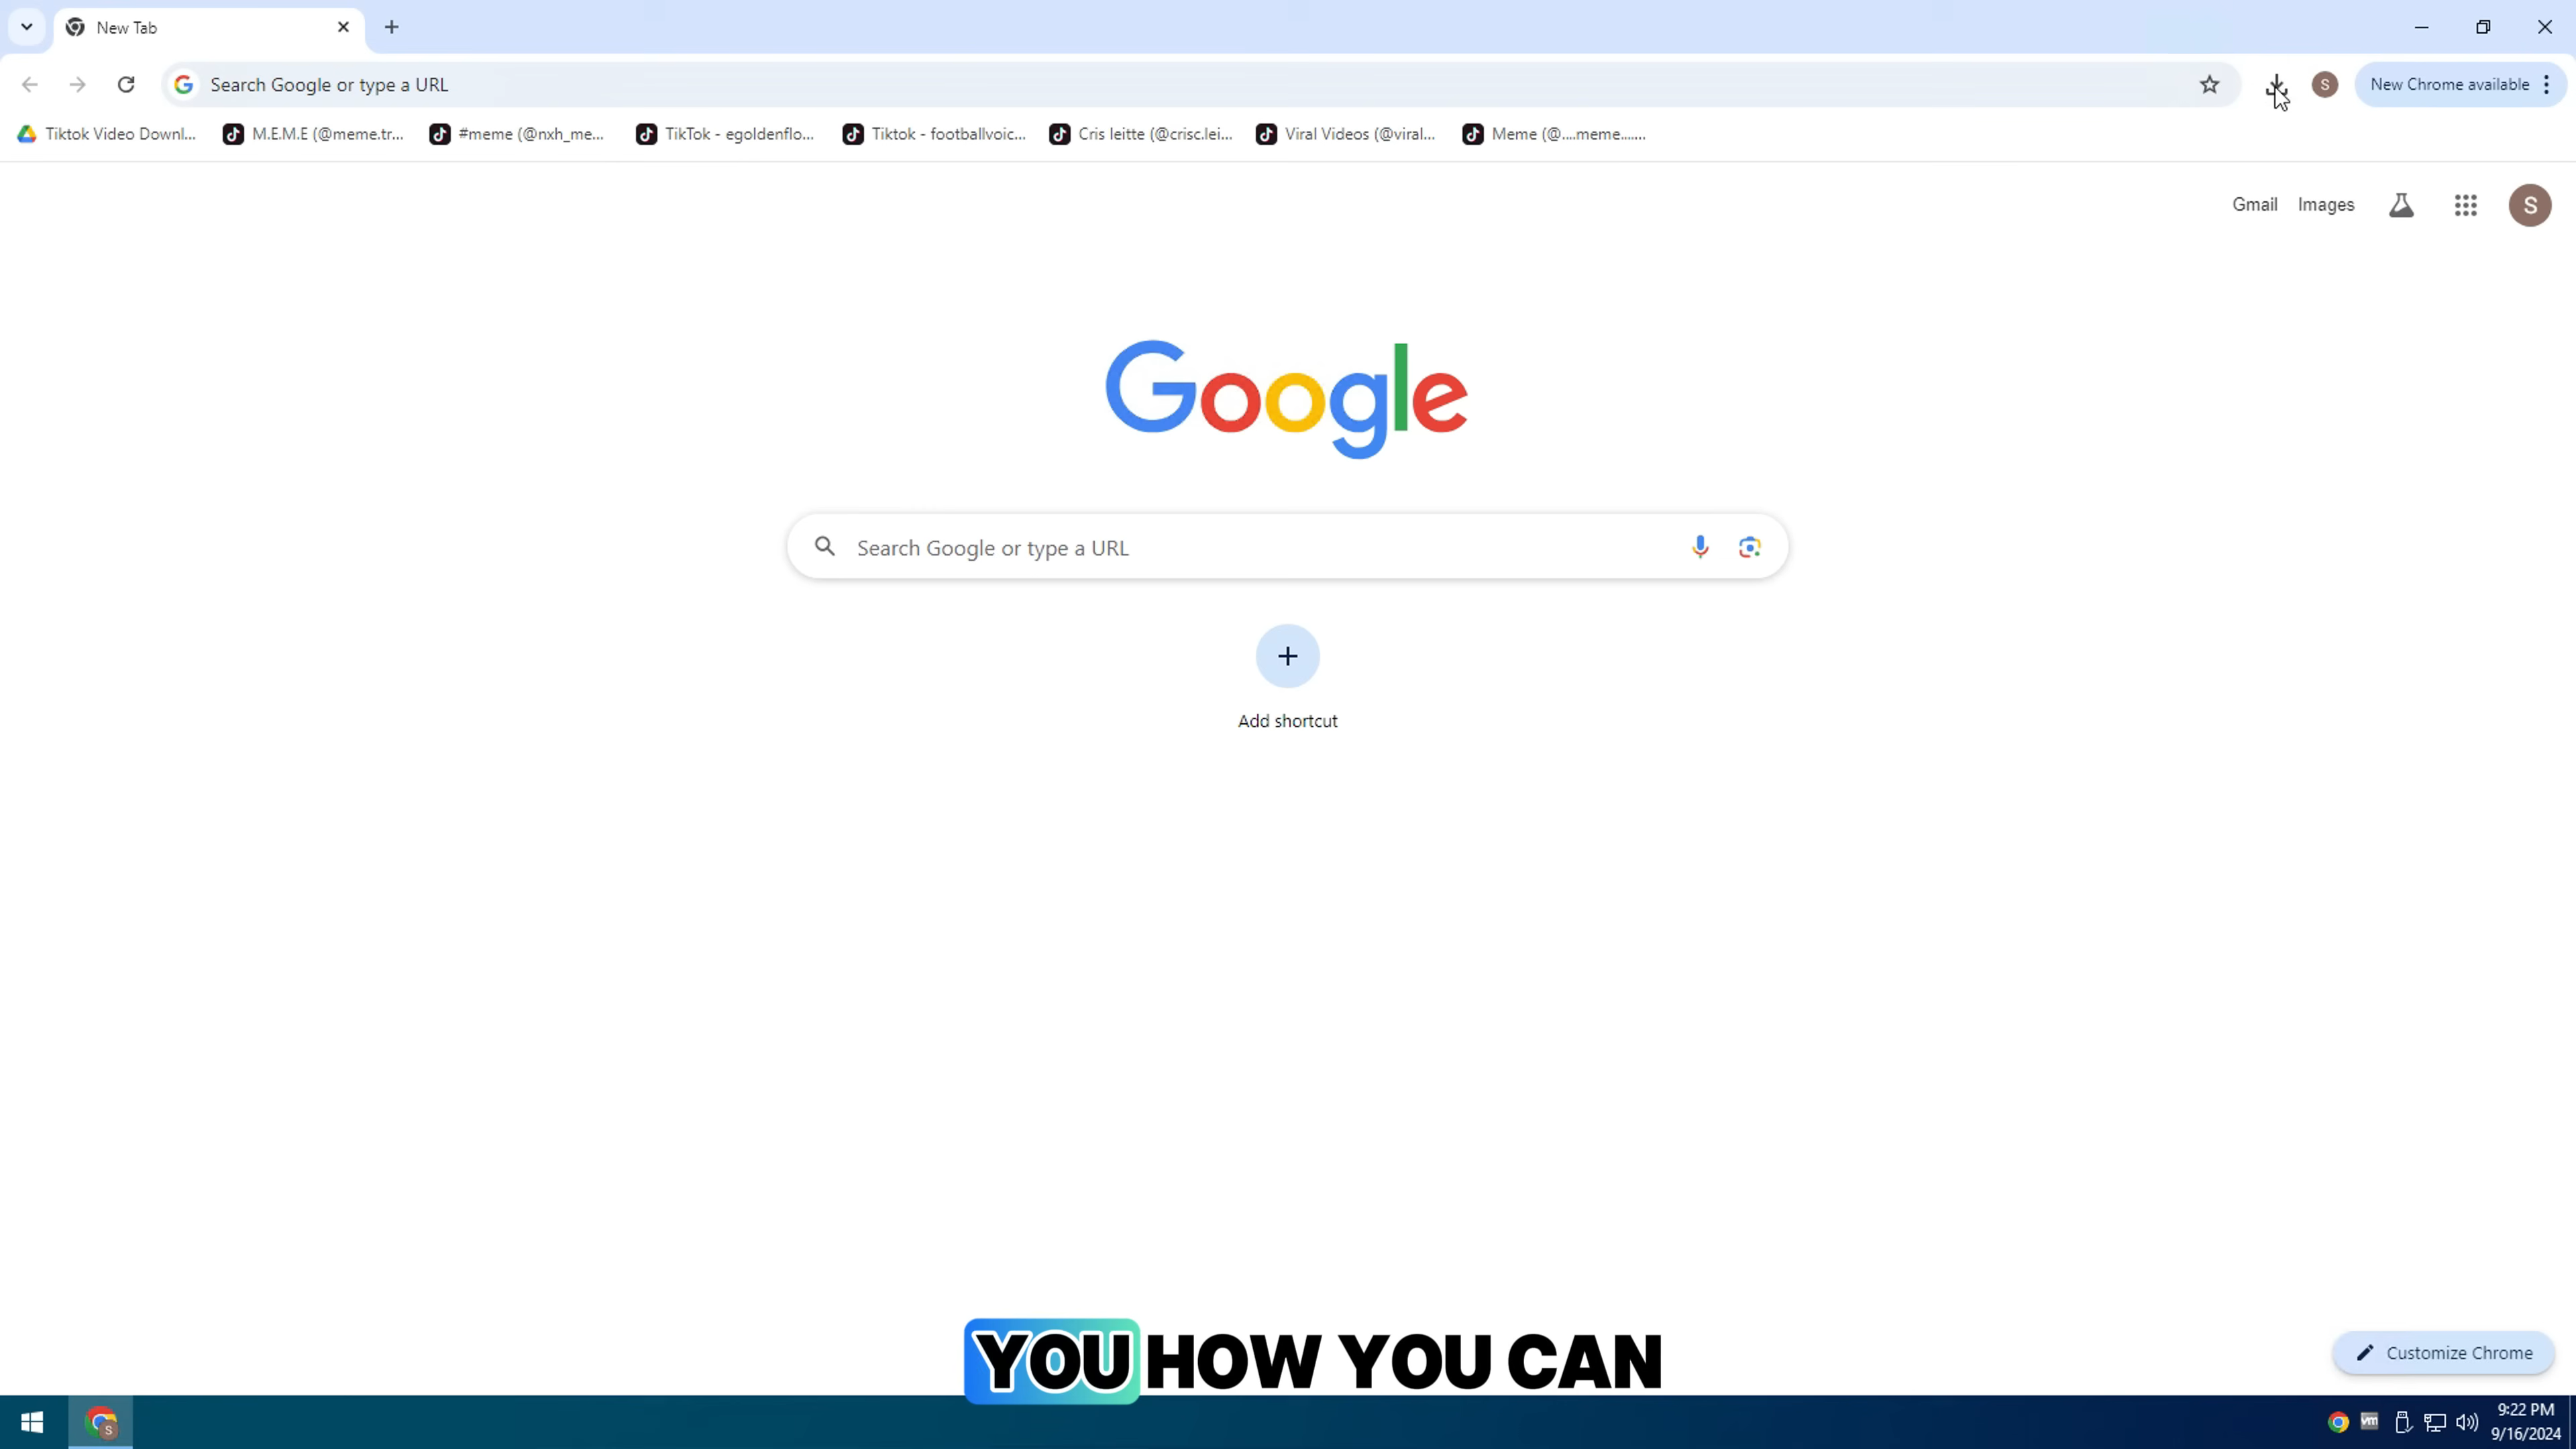 New Tab
Search Google or type a URL
S
New Chrome available
Tiktok Video Downl...
M.E.M.E (@meme.tr...
#meme (@nxh_me...
TikTok - egoldenflo...
Tiktok - footballvoic...
Cris leitte (@crisc.lei...
Viral Videos (@viral...
Meme (@....meme.......
Gmail
Images
S
Google
Search Google or type a URL
Add shortcut
YOU HOW YOU CAN
Customize Chrome
S
vm
9:22 PM
9/16/2024